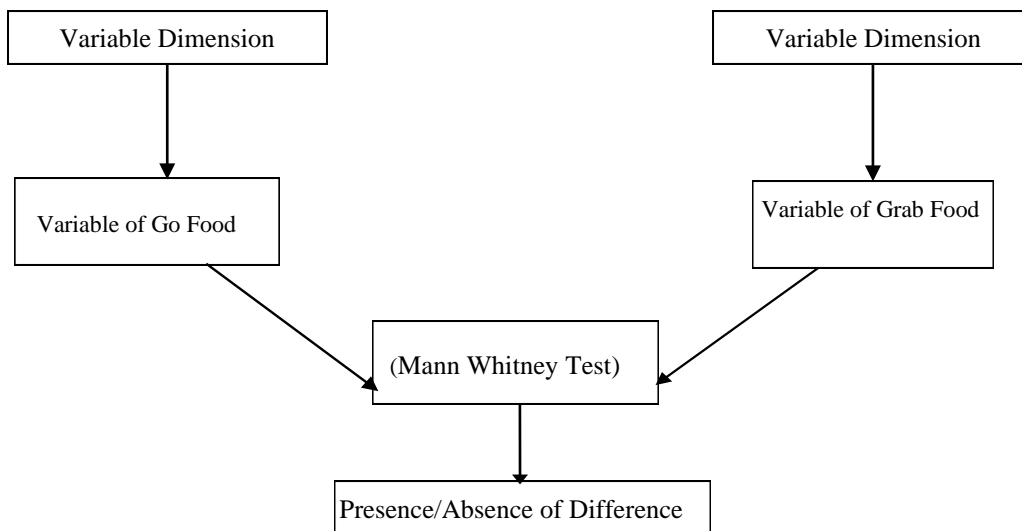 Variable Dimension
Variable Dimension
Variable of Go Food
Variable of Grab Food
(Mann Whitney Test)
Presence/Absence of Difference